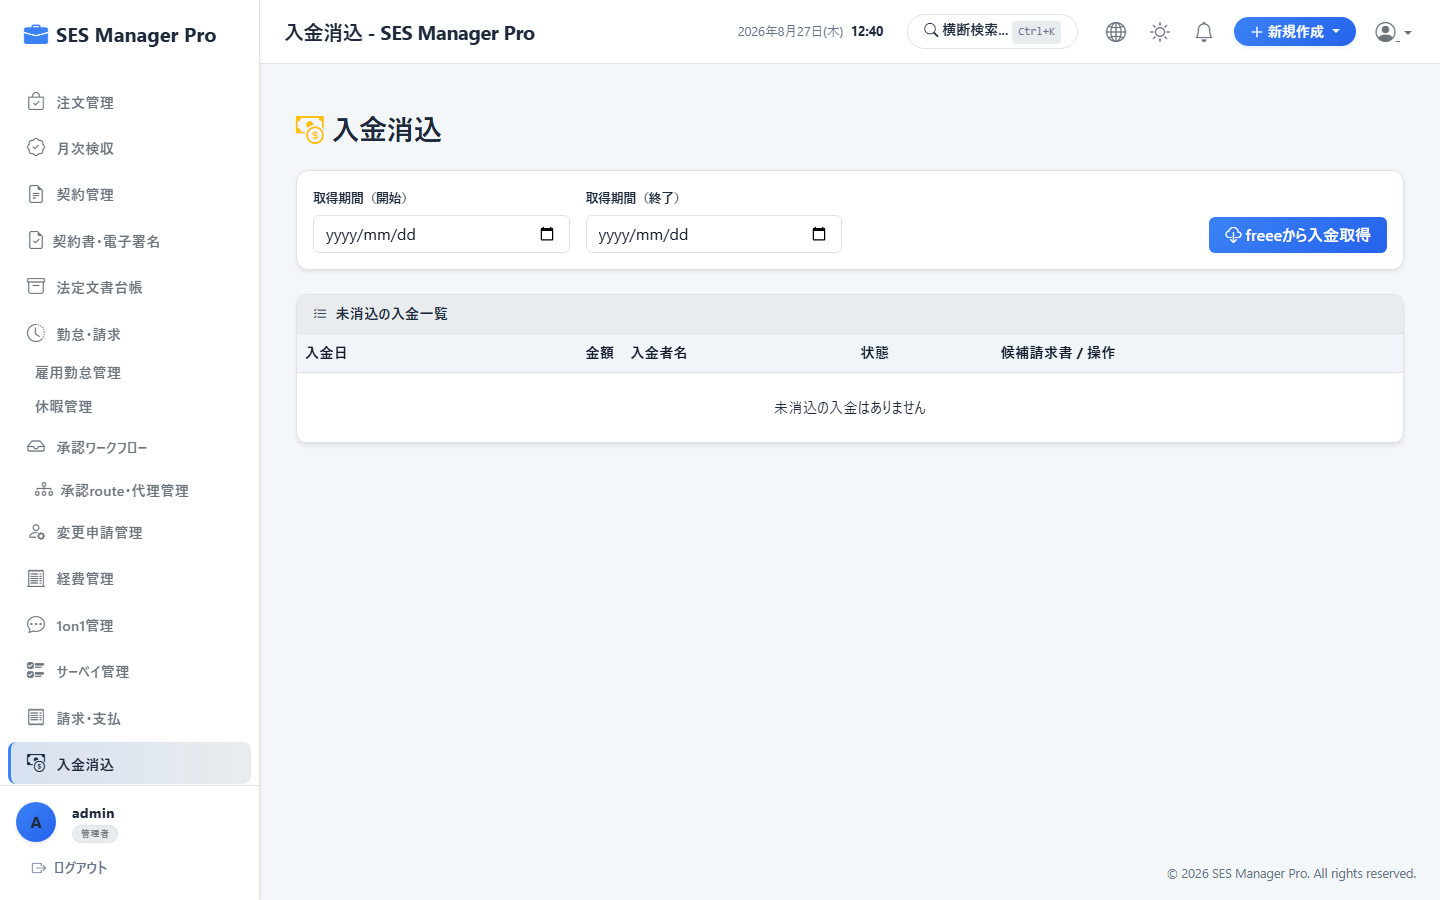 SES Manager Pro
注文管理
月次検収
契約管理
契約書・電子署名
法定文書台帳
勤怠・請求
雇用勤怠管理
休暇管理
承認ワークフロー
承認route・代理管理
変更申請管理
経費管理
1on1管理
サーベイ管理
請求・支払
入金消込
A
admin
管理者
ログアウト
入金消込 - SES Manager Pro
2026年8月27日(木) 12:40
横断検索... Ctrl+K
新規作成
入金消込
取得期間（開始） 取得期間（終了）
yyyy/mm/dd yyyy/mm/dd freeeから入金取得
未消込の入金一覧
入金日 金額 入金者名 状態 候補請求書 / 操作
未消込の入金はありません
© 2026 SES Manager Pro. All rights reserved.